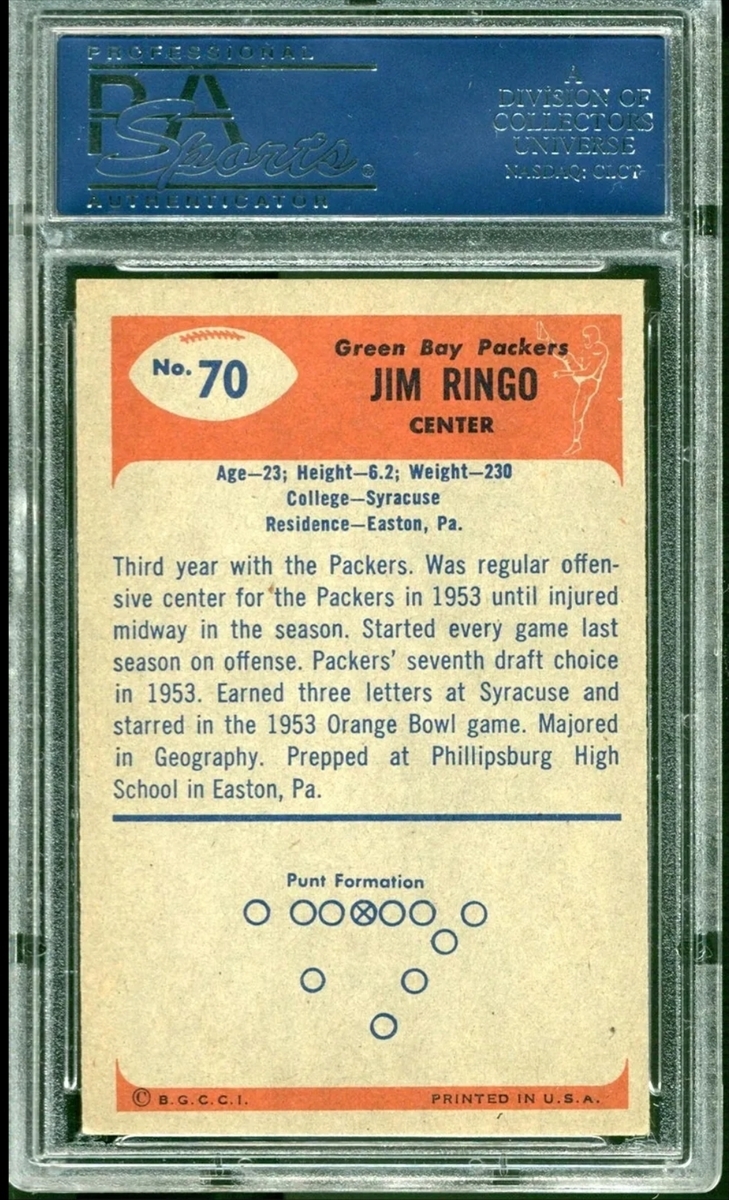 PROFESSIONAL
PSA
Sports®
AUTHENTICATOR
A
DIVISION OF
COLLECTORS
UNIVERSE
NASDAQ: CLCT
No. 70
Green Bay Packers
JIM RINGO
CENTER
Age—23; Height—6.2; Weight—230
College—Syracuse
Residence—Easton, Pa.
Third year with the Packers. Was regular offen-
sive center for the Packers in 1953 until injured
midway in the season. Started every game last
season on offense. Packers' seventh draft choice
in 1953. Earned three letters at Syracuse and
starred in the 1953 Orange Bowl game. Majored
in Geography. Prepped at Phillipsburg High
School in Easton, Pa.
Punt Formation
© B.G.C.C.I.
PRINTED IN U.S.A.